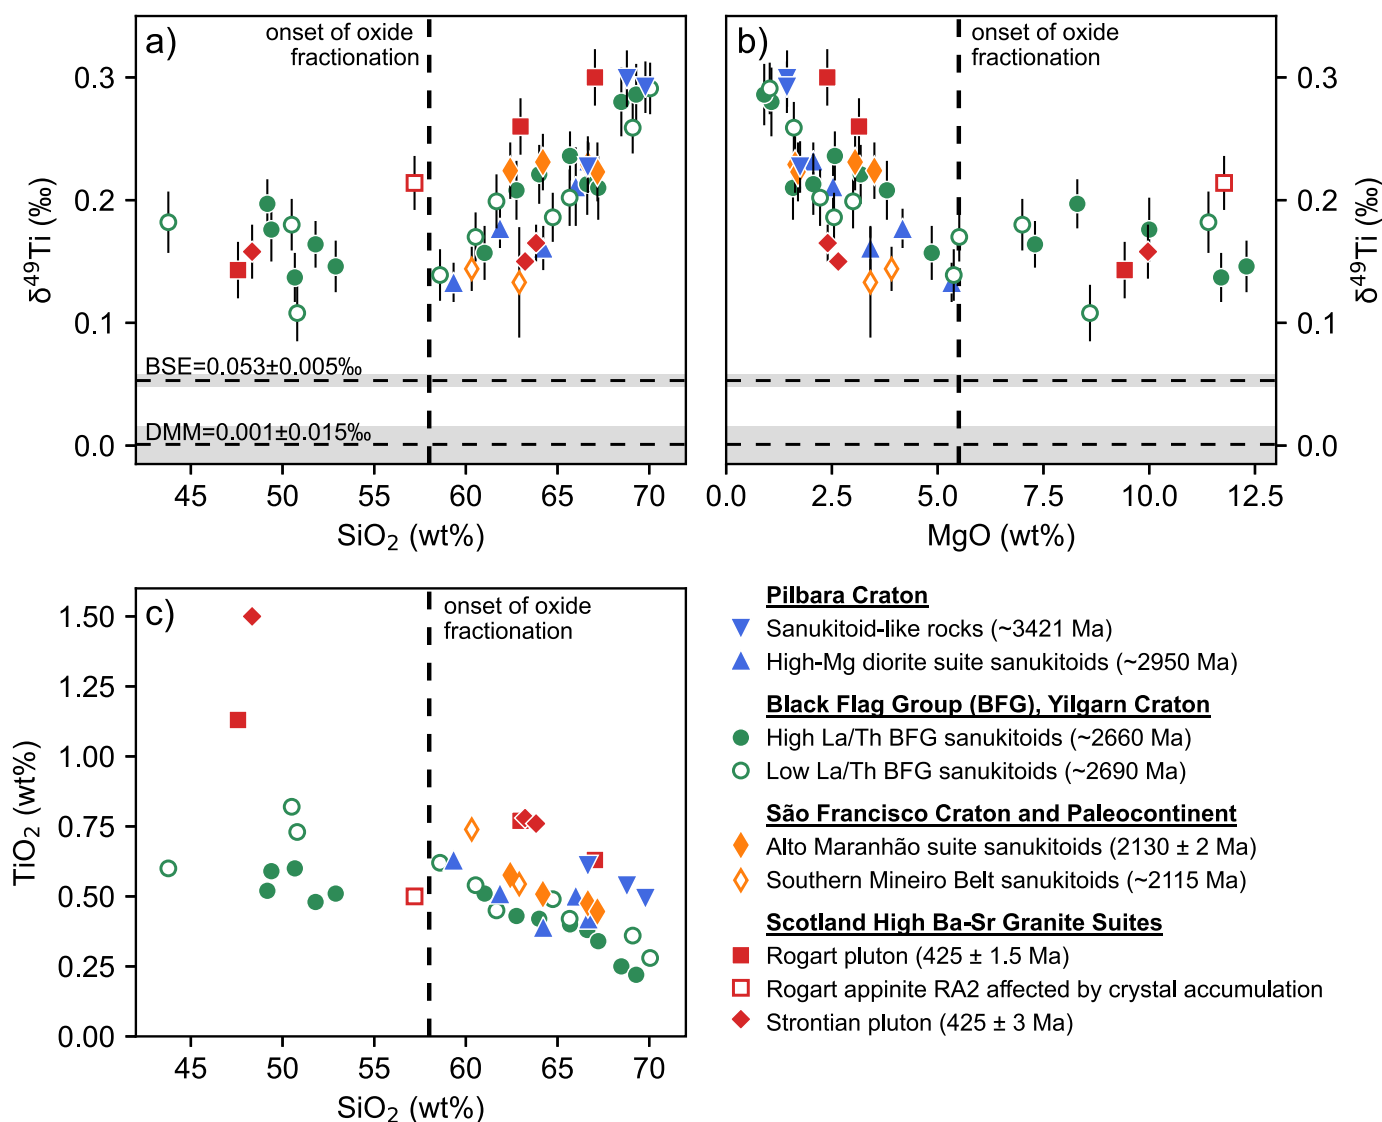 a)
onset of oxide
fractionation
0.3
0.2
0.1
0.0
δ⁴⁹Ti (‰)
BSE=0.053±0.005‰
DMM=0.001±0.015‰
45 50 55 60 65 70
SiO₂ (wt%)
b)
onset of oxide
fractionation
0.3
0.2
0.1
0.0
δ⁴⁹Ti (‰)
0.0 2.5 5.0 7.5 10.0 12.5
MgO (wt%)
c)
onset of oxide
fractionation
1.50
1.25
1.00
0.75
0.50
0.25
0.00
TiO₂ (wt%)
45 50 55 60 65 70
SiO₂ (wt%)
Pilbara Craton
Sanukitoid-like rocks (~3421 Ma)
High-Mg diorite suite sanukitoids (~2950 Ma)
Black Flag Group (BFG), Yilgarn Craton
High La/Th BFG sanukitoids (~2660 Ma)
Low La/Th BFG sanukitoids (~2690 Ma)
São Francisco Craton and Paleocontinent
Alto Maranhão suite sanukitoids (2130 ± 2 Ma)
Southern Mineiro Belt sanukitoids (~2115 Ma)
Scotland High Ba-Sr Granite Suites
Rogart pluton (425 ± 1.5 Ma)
Rogart appinite RA2 affected by crystal accumulation
Strontian pluton (425 ± 3 Ma)